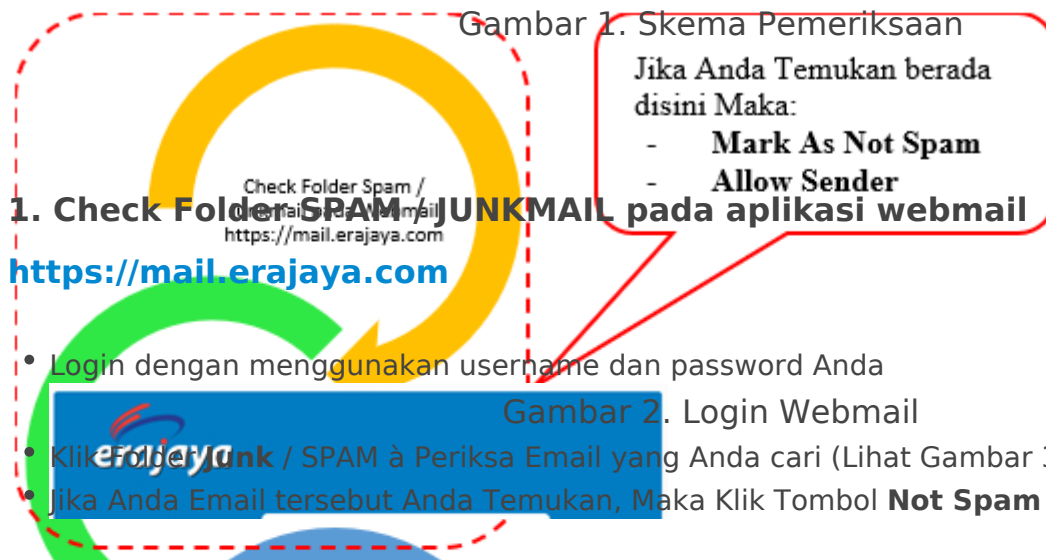 Gambar 1. Skema Pemeriksaan
Jika Anda Temukan berada
disini Maka:
- Mark As Not Spam
- Allow Sender
Check Folder Spam /
Junkmail pada Webmail
https://mail.erajaya.com
1. Check Folder SPAM / JUNKMAIL pada aplikasi webmail
https://mail.erajaya.com
• Login dengan menggunakan username dan password Anda
Gambar 2. Login Webmail
erajaya
• Klik Folder Junk / SPAM à Periksa Email yang Anda cari (Lihat Gambar 3
• Jika Anda Email tersebut Anda Temukan, Maka Klik Tombol Not Spam